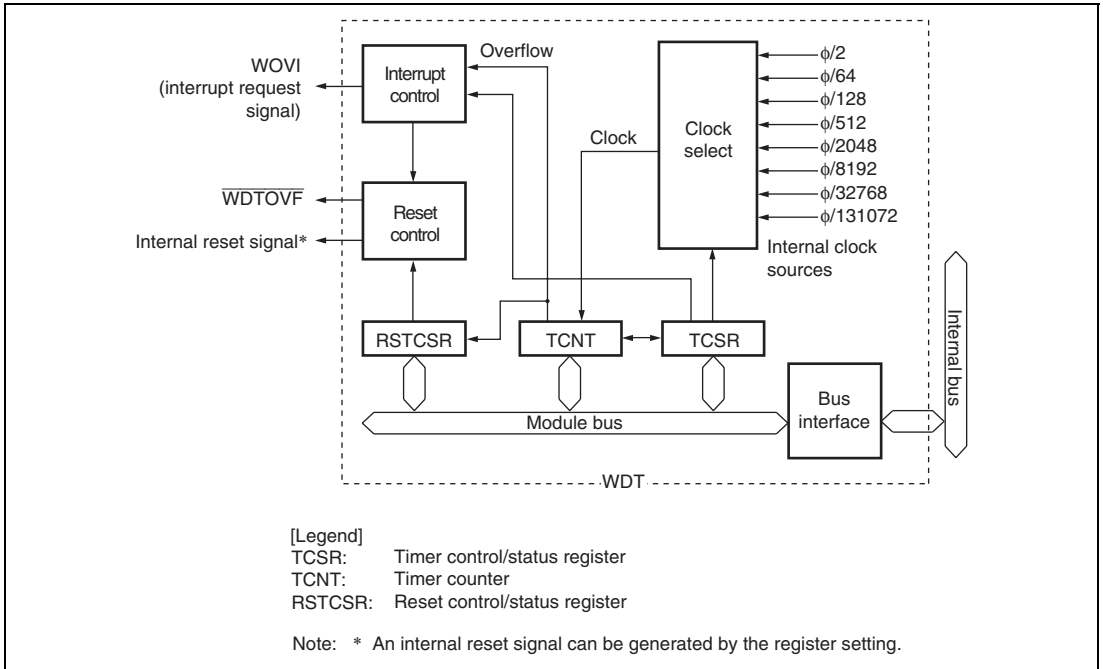 Overflow
WOVI
(interrupt request
signal)
Interrupt
control
φ/2
φ/64
φ/128
φ/512
φ/2048
φ/8192
φ/32768
φ/131072
Clock
Clock
select
WDTOVF
Internal reset signal*
Reset
control
Internal clock
sources
RSTCSR
TCNT
TCSR
Module bus
Bus
interface
Internal bus
WDT
[Legend]
TCSR: Timer control/status register
TCNT: Timer counter
RSTCSR: Reset control/status register
Note: * An internal reset signal can be generated by the register setting.